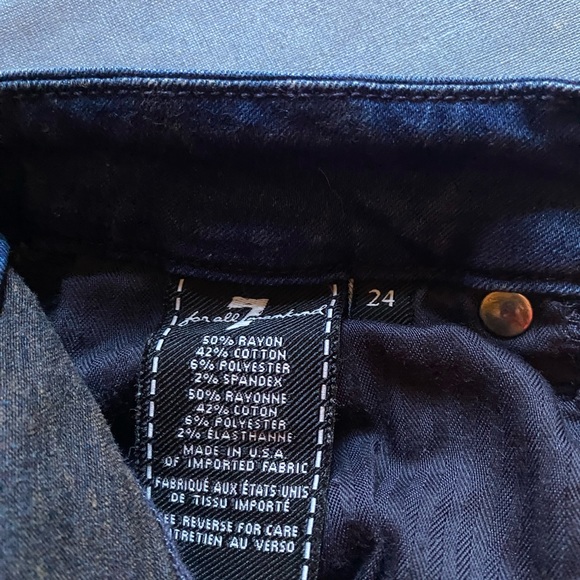 7
for all mankind
24
50% RAYON
42% COTTON
6% POLYESTER
2% SPANDEX
50% RAYONNE
42% COTON
6% POLYESTER
2% ÉLASTHANNE
MADE IN U.S.A
OF IMPORTED FABRIC
FABRIQUÉ AUX ÉTATS UNIS
DE TISSU IMPORTÉ
SEE REVERSE FOR CARE
ENTRETIEN AU VERSO